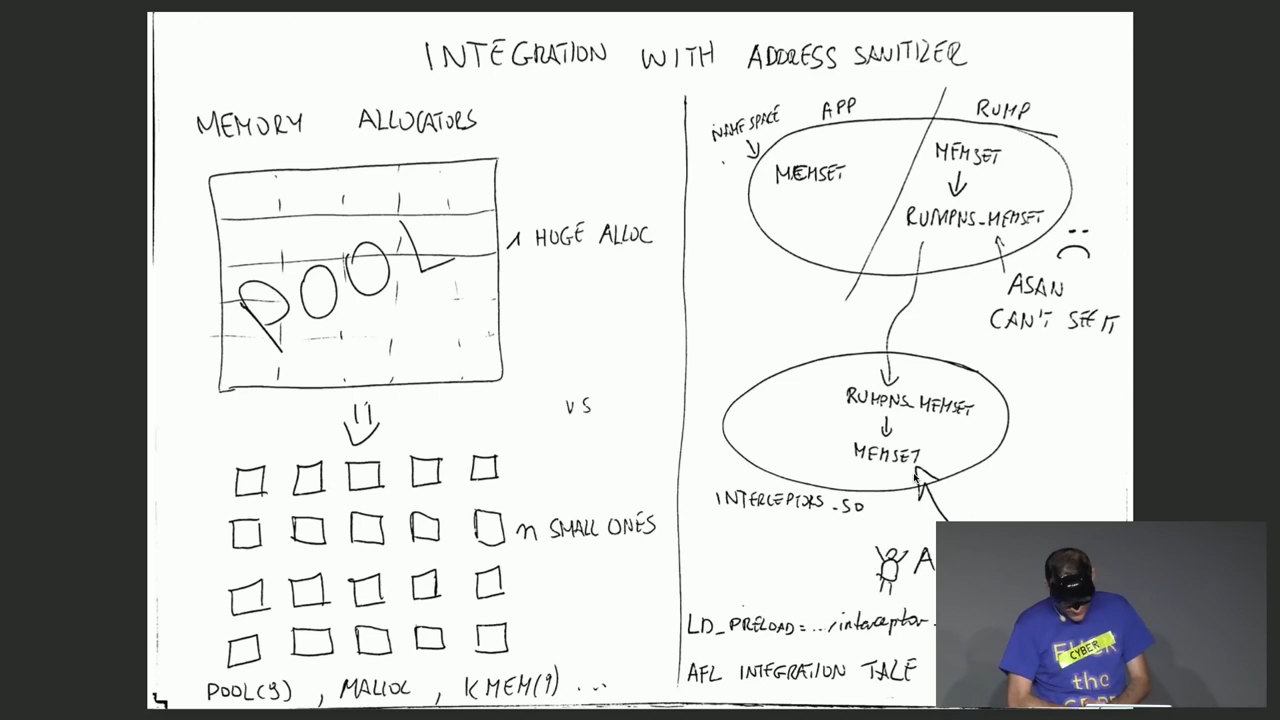 INTEGRATION WITH ADDRESS SANITIZER
MEMORY ALLOCATORS
POOL
1 HUGE ALLOC
VS
n SMALL ONES
POOL(9), MALLOC, KMEM(9) ...
NAMESPACE
APP
RUMP
MEMSET
MEMSET
RUMPNS_MEMSET
ASAN
CAN'T SEE IT
RUMPNS_MEMSET
MEMSET
INTERCEPTORS.SO
A
LD_PRELOAD=.../interceptor.
AFL INTEGRATION TALE
CYBER
the